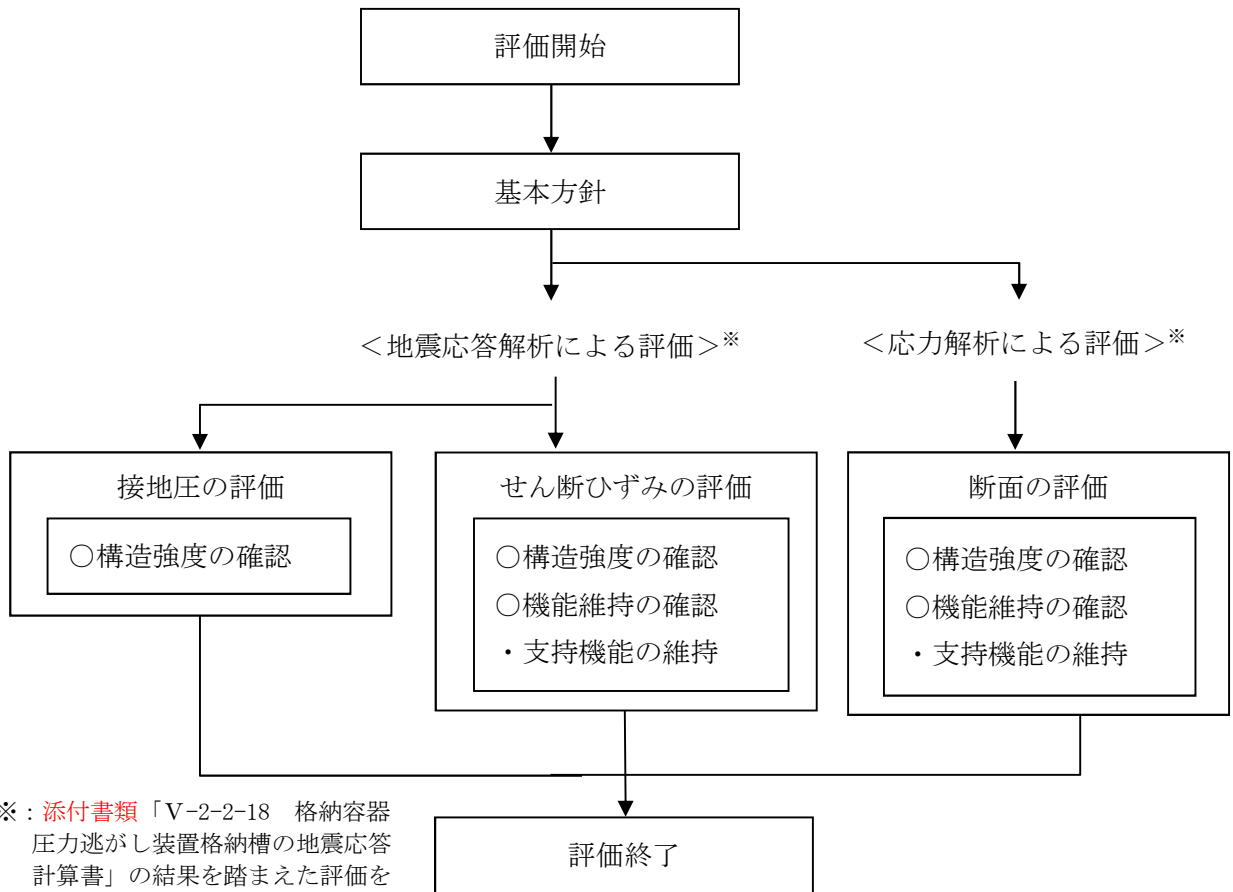 評価開始
基本方針
＜地震応答解析による評価＞※
＜応力解析による評価＞※
接地圧の評価
○構造強度の確認
せん断ひずみの評価
○構造強度の確認
○機能維持の確認
・支持機能の維持
断面の評価
○構造強度の確認
○機能維持の確認
・支持機能の維持
※：添付書類「Ⅴ-2-2-18　格納容器
圧力逃がし装置格納槽の地震応答
計算書」の結果を踏まえた評価を
評価終了